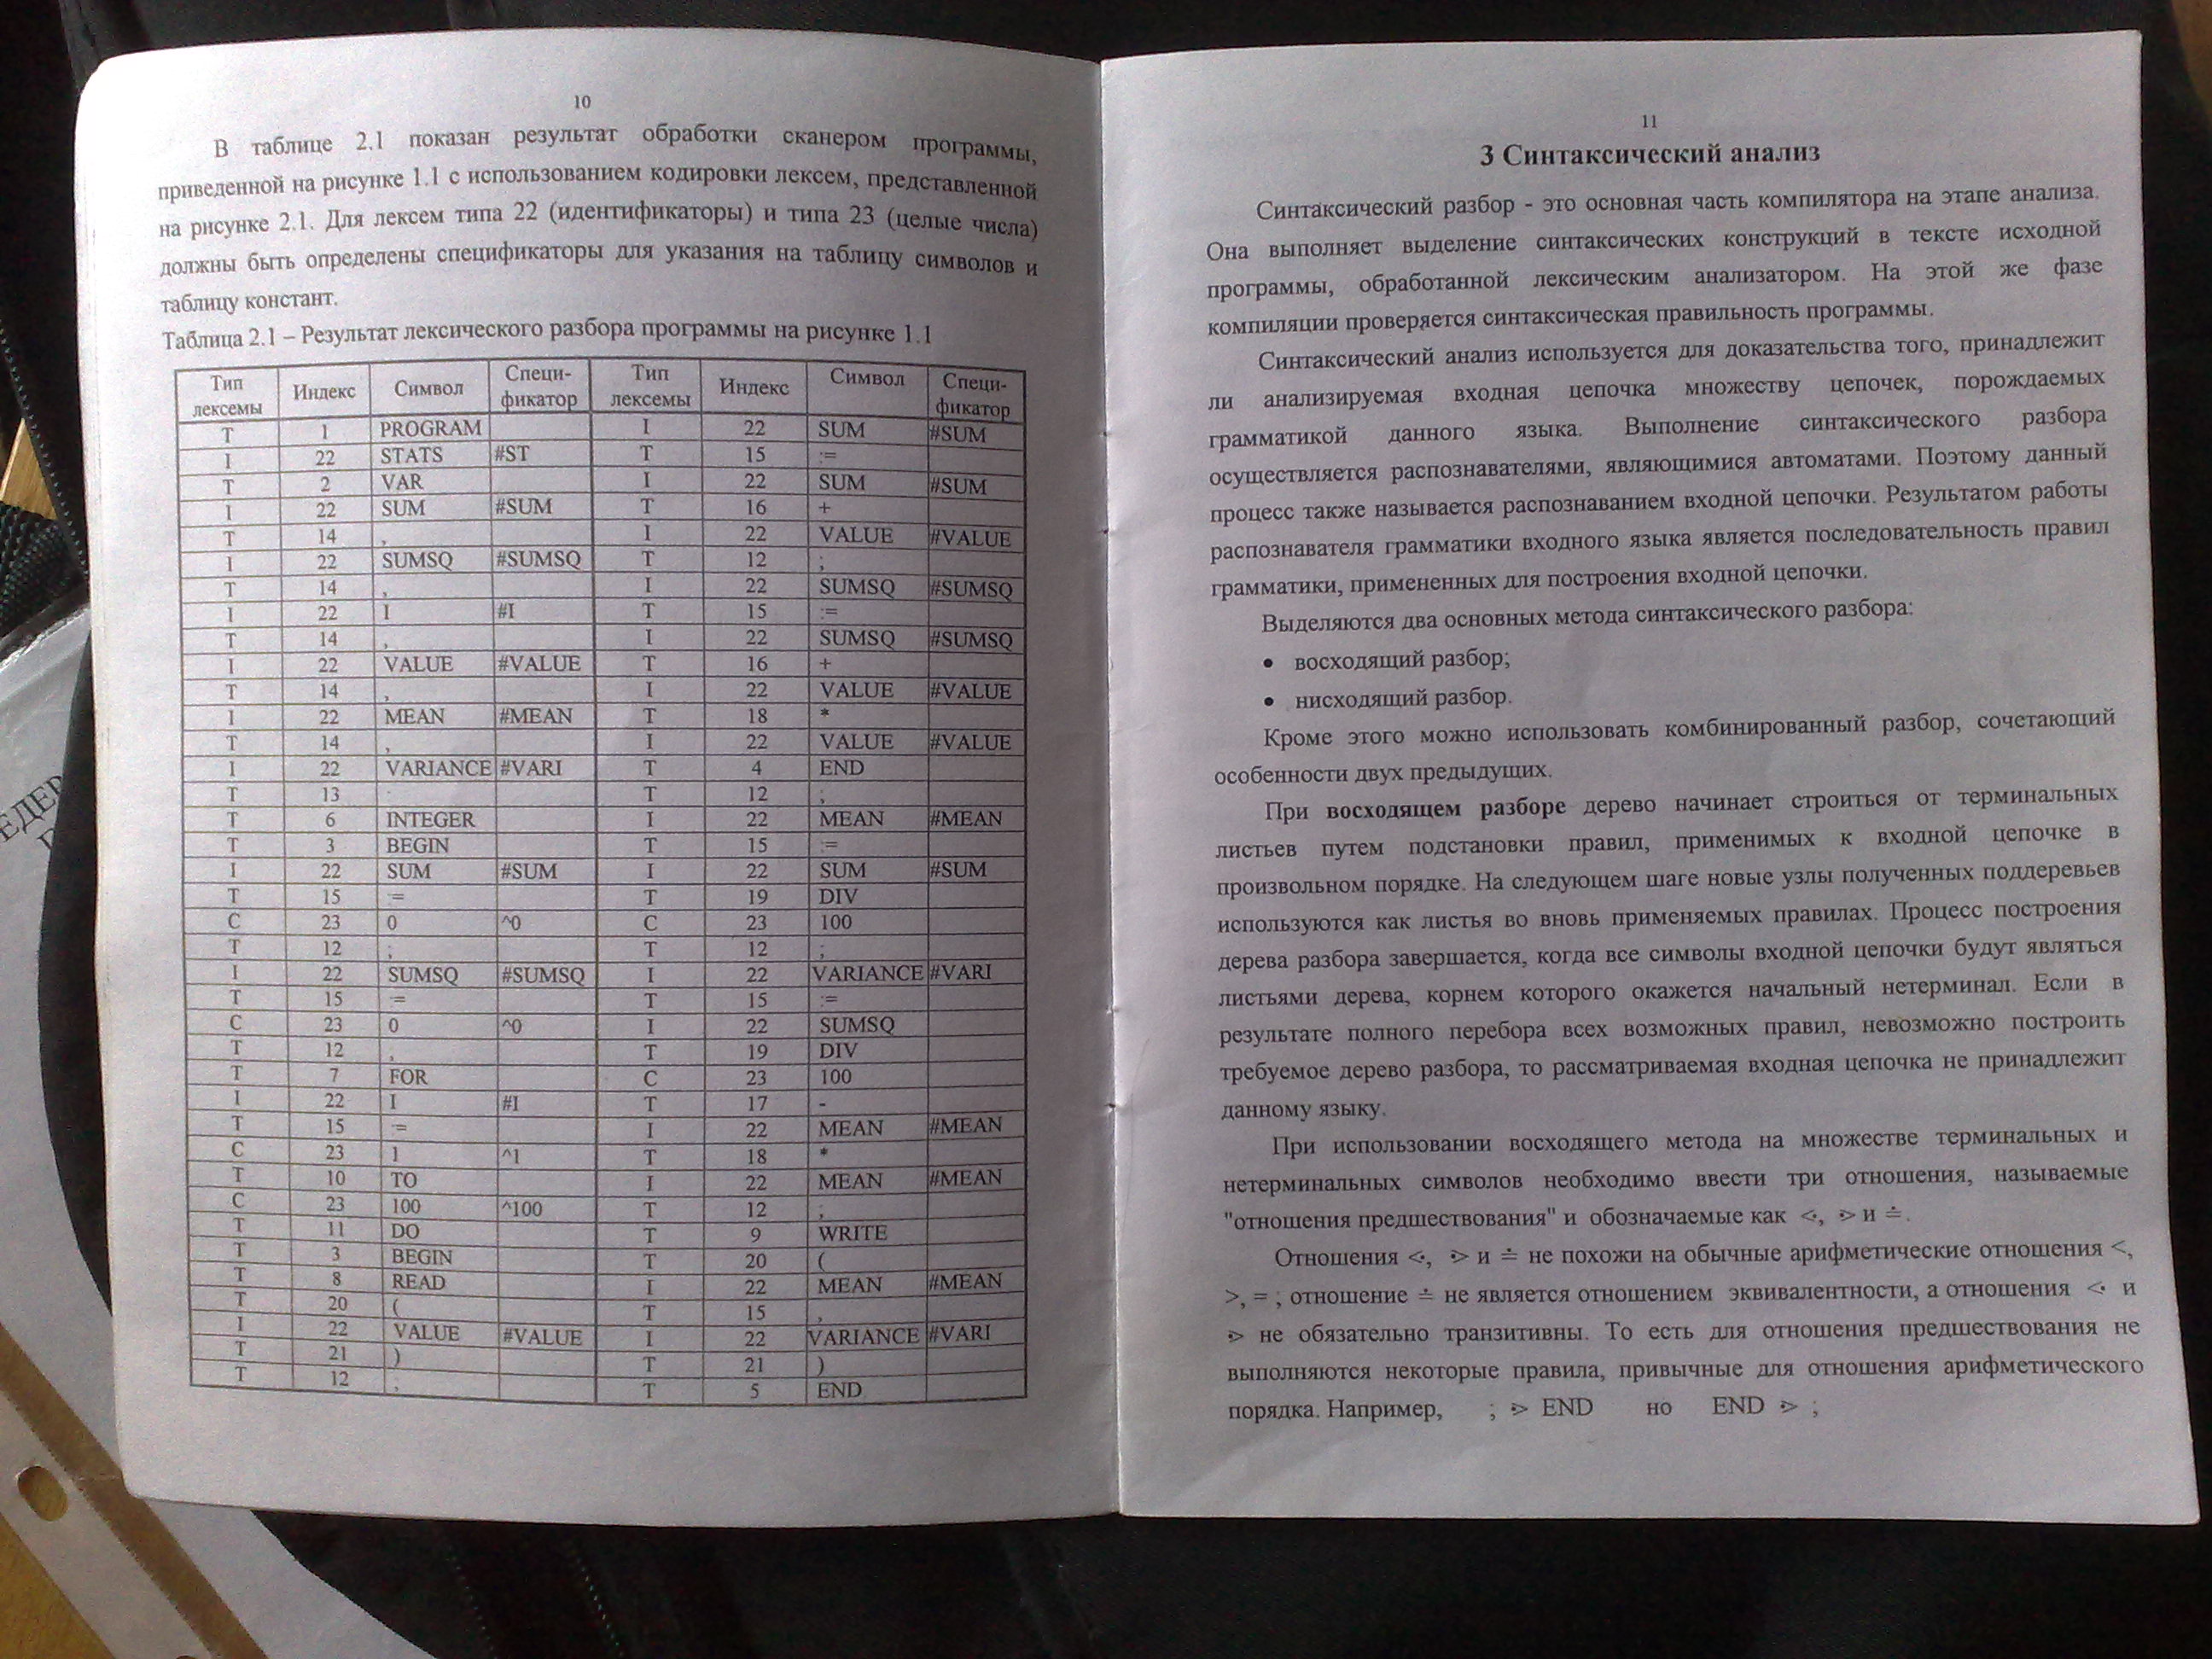 10
В таблице 2.1 показан результат обработки сканером программы,
приведенной на рисунке 1.1 с использованием кодировки лексем, представленной
на рисунке 2.1. Для лексем типа 22 (идентификаторы) и типа 23 (целые числа)
должны быть определены спецификаторы для указания на таблицу символов и
таблицу констант.
Таблица 2.1 – Результат лексического разбора программы на рисунке 1.1
Тип лексемы Индекс Символ Специ-фикатор Тип лексемы Индекс Символ Специ-фикатор
T 1 PROGRAM I 22 SUM #SUM
I 22 STATS #ST T 15 :=
T 2 VAR I 22 SUM #SUM
I 22 SUM #SUM T 16 +
T 14 , I 22 VALUE #VALUE
I 22 SUMSQ #SUMSQ T 12 ;
T 14 , I 22 SUMSQ #SUMSQ
I 22 I #I T 15 :=
T 14 , I 22 SUMSQ #SUMSQ
I 22 VALUE #VALUE T 16 +
T 14 , I 22 VALUE #VALUE
I 22 MEAN #MEAN T 18 *
T 14 , I 22 VALUE #VALUE
I 22 VARIANCE #VARI T 4 END
T 13 T 12 ;
T 6 INTEGER I 22 MEAN #MEAN
T 3 BEGIN T 15 :=
I 22 SUM #SUM I 22 SUM #SUM
T 15 := T 19 DIV
C 23 0 ^0 C 23 100
T 12 ; T 12 ;
I 22 SUMSQ #SUMSQ I 22 VARIANCE #VARI
T 15 := T 15 :=
C 23 0 ^0 I 22 SUMSQ
T 12 T 19 DIV
T 7 FOR C 23 100
I 22 I #I T 17 -
T 15 := I 22 MEAN #MEAN
C 23 1 ^1 T 18 *
T 10 TO I 22 MEAN #MEAN
C 23 100 ^100 T 12 ;
T 11 DO T 9 WRITE
T 3 BEGIN T 20 (
T 8 READ I 22 MEAN #MEAN
T 20 ( T 15 ,
I 22 VALUE #VALUE I 22 VARIANCE #VARI
T 21 ) T 21 )
T 12 T 5 END
11
3 Синтаксический анализ
Синтаксический разбор - это основная часть компилятора на этапе анализа.
Она выполняет выделение синтаксических конструкций в тексте исходной
программы, обработанной лексическим анализатором. На этой же фазе
компиляции проверяется синтаксическая правильность программы.
Синтаксический анализ используется для доказательства того, принадлежит
ли анализируемая входная цепочка множеству цепочек, порождаемых
грамматикой данного языка. Выполнение синтаксического разбора
осуществляется распознавателями, являющимися автоматами. Поэтому данный
процесс также называется распознаванием входной цепочки. Результатом работы
распознавателя грамматики входного языка является последовательность правил
грамматики, примененных для построения входной цепочки.
Выделяются два основных метода синтаксического разбора:
• восходящий разбор;
• нисходящий разбор.
Кроме этого можно использовать комбинированный разбор, сочетающий
особенности двух предыдущих.
При восходящем разборе дерево начинает строиться от терминальных
листьев путем подстановки правил, применимых к входной цепочке в
произвольном порядке. На следующем шаге новые узлы полученных поддеревьев
используются как листья во вновь применяемых правилах. Процесс построения
дерева разбора завершается, когда все символы входной цепочки будут являться
листьями дерева, корнем которого окажется начальный нетерминал. Если в
результате полного перебора всех возможных правил, невозможно построить
требуемое дерево разбора, то рассматриваемая входная цепочка не принадлежит
данному языку.
При использовании восходящего метода на множестве терминальных и
нетерминальных символов необходимо ввести три отношения, называемые
"отношения предшествования" и обозначаемые как ⋖, ⋗ и ≐.
Отношения ⋖, ⋗ и ≐ не похожи на обычные арифметические отношения <,
>, = ; отношение ≐ не является отношением эквивалентности, а отношения ⋖ и
⋗ не обязательно транзитивны. То есть для отношения предшествования не
выполняются некоторые правила, привычные для отношения арифметического
порядка. Например, ; ⋗ END но END ⋗ ;